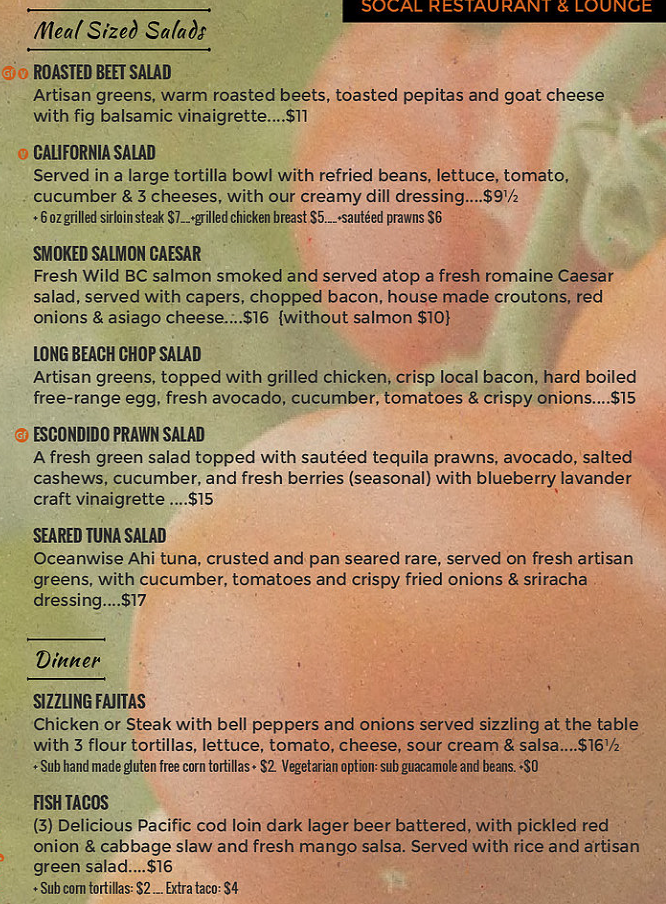 SOCAL RESTAURANT & LOUNGE
Meal Sized Salads
Gf V ROASTED BEET SALAD
Artisan greens, warm roasted beets, toasted pepitas and goat cheese
with fig balsamic vinaigrette....$11
V CALIFORNIA SALAD
Served in a large tortilla bowl with refried beans, lettuce, tomato,
cucumber & 3 cheeses, with our creamy dill dressing....$9½
+ 6 oz grilled sirloin steak $7....+grilled chicken breast $5....+sautéed prawns $6
SMOKED SALMON CAESAR
Fresh Wild BC salmon smoked and served atop a fresh romaine Caesar
salad, served with capers, chopped bacon, house made croutons, red
onions & asiago cheese....$16 {without salmon $10}
LONG BEACH CHOP SALAD
Artisan greens, topped with grilled chicken, crisp local bacon, hard boiled
free-range egg, fresh avocado, cucumber, tomatoes & crispy onions....$15
Gf ESCONDIDO PRAWN SALAD
A fresh green salad topped with sautéed tequila prawns, avocado, salted
cashews, cucumber, and fresh berries (seasonal) with blueberry lavander
craft vinaigrette ....$15
SEARED TUNA SALAD
Oceanwise Ahi tuna, crusted and pan seared rare, served on fresh artisan
greens, with cucumber, tomatoes and crispy fried onions & sriracha
dressing....$17
Dinner
SIZZLING FAJITAS
Chicken or Steak with bell peppers and onions served sizzling at the table
with 3 flour tortillas, lettuce, tomato, cheese, sour cream & salsa....$16½
+ Sub hand made gluten free corn tortillas + $2. Vegetarian option: sub guacamole and beans. +$0
FISH TACOS
(3) Delicious Pacific cod loin dark lager beer battered, with pickled red
onion & cabbage slaw and fresh mango salsa. Served with rice and artisan
green salad....$16
+ Sub corn tortillas: $2.... Extra taco: $4